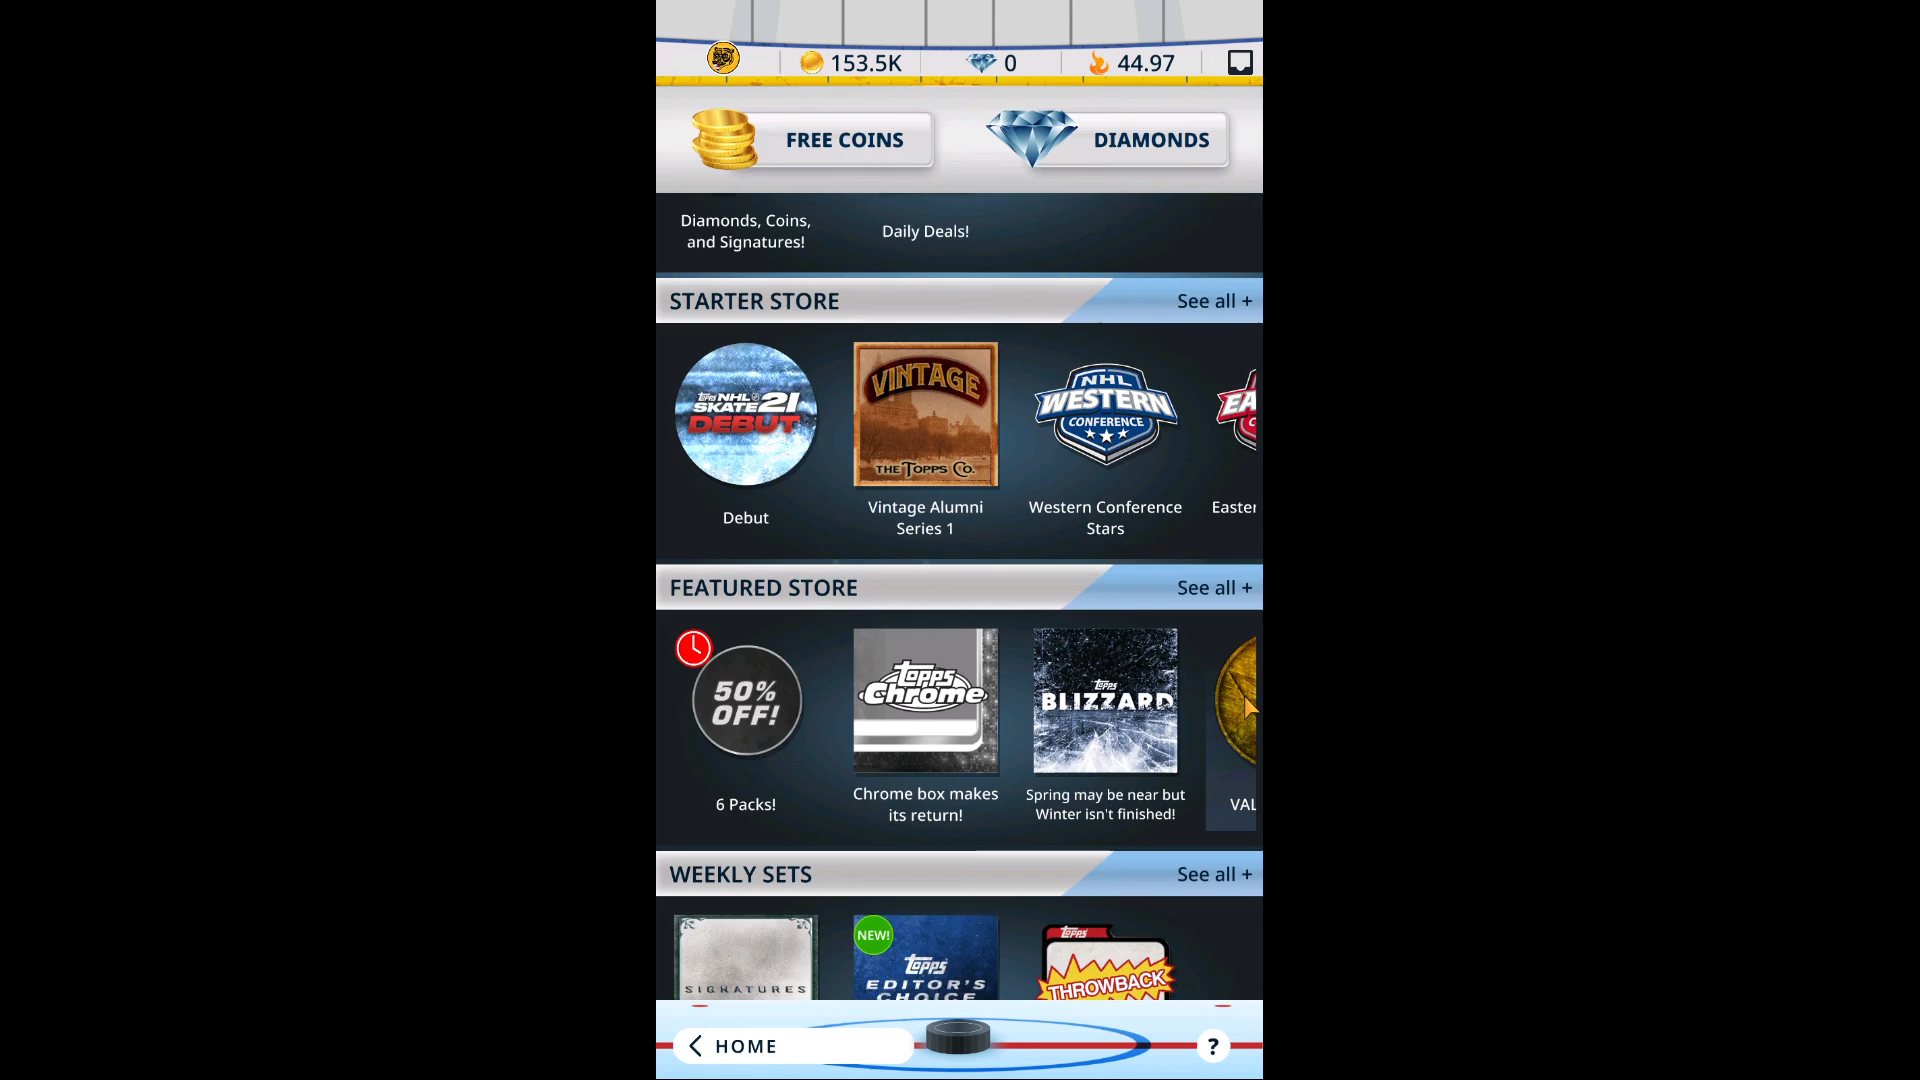 153.5K
0
44.97
FREE COINS
DIAMONDS
Diamonds, Coins,
and Signatures!
Daily Deals!
STARTER STORE
See all +
Topps NHL
SKATE 21
DEBUT
VINTAGE
THE TOPPS CO.
NHL
WESTERN
CONFERENCE
EA
C
Debut
Vintage Alumni
Series 1
Western Conference
Stars
Easter
FEATURED STORE
See all +
50%
OFF!
Topps
Chrome
Topps
BLIZZARD
6 Packs!
Chrome box makes
its return!
Spring may be near but
Winter isn't finished!
VAL
WEEKLY SETS
See all +
SIGNATURES
NEW!
Topps
EDITOR'S
CHOICE
Topps
THROWBACK
HOME
?